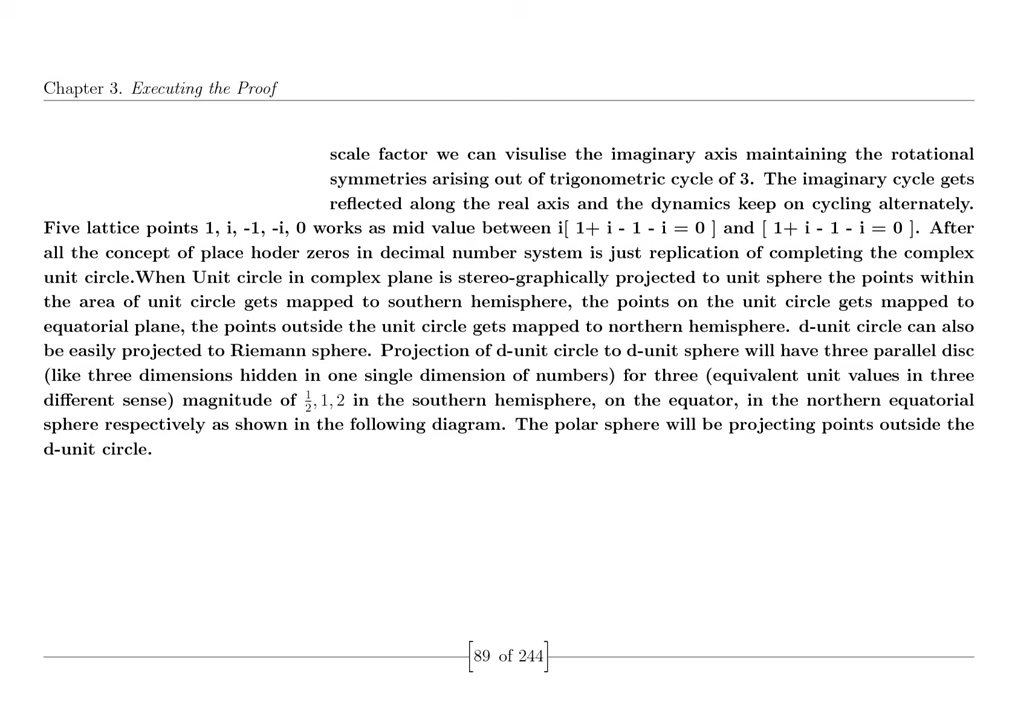 Chapter 3. Executing the Proof
scale factor we can visulise the imaginary axis maintaining the rotational
symmetries arising out of trigonometric cycle of 3. The imaginary cycle gets
reflected along the real axis and the dynamics keep on cycling alternately.
Five lattice points 1, i, -1, -i, 0 works as mid value between i[ 1+ i - 1 - i = 0 ] and [ 1+ i - 1 - i = 0 ]. After
all the concept of place hoder zeros in decimal number system is just replication of completing the complex
unit circle.When Unit circle in complex plane is stereo-graphically projected to unit sphere the points within
the area of unit circle gets mapped to southern hemisphere, the points on the unit circle gets mapped to
equatorial plane, the points outside the unit circle gets mapped to northern hemisphere. d-unit circle can also
be easily projected to Riemann sphere. Projection of d-unit circle to d-unit sphere will have three parallel disc
(like three dimensions hidden in one single dimension of numbers) for three (equivalent unit values in three
different sense) magnitude of 1/2, 1, 2 in the southern hemisphere, on the equator, in the northern equatorial
sphere respectively as shown in the following diagram. The polar sphere will be projecting points outside the
d-unit circle.
[89 of 244]